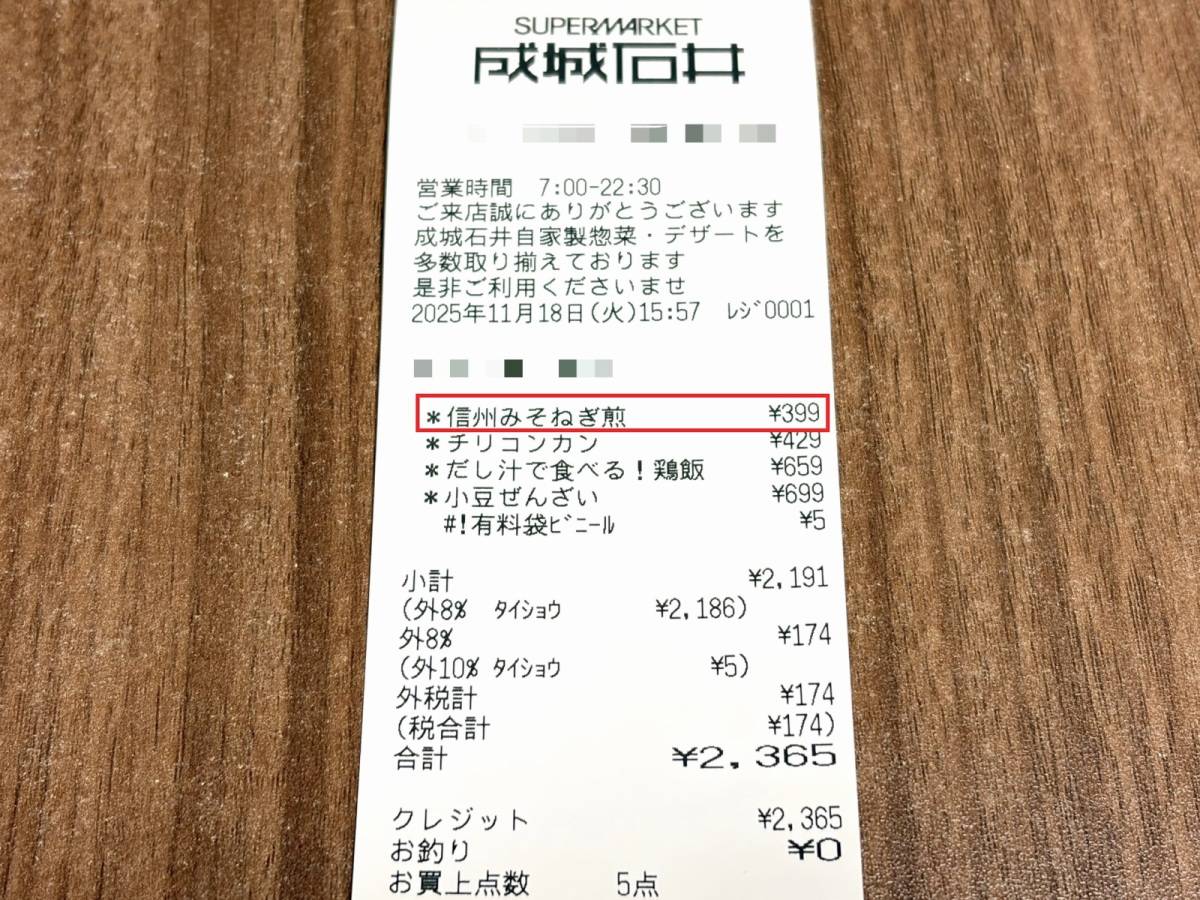 SUPERMARKET
成城石井
営業時間 7:00-22:30
ご来店誠にありがとうございます
成城石井自家製惣菜・デザートを
多数取り揃えております
是非ご利用くださいませ
2025年11月18日(火)15:57 ﾚｼﾞ0001
*信州みそねぎ煎 ¥399
*チリコンカン ¥429
*だし汁で食べる！鶏飯 ¥659
*小豆ぜんざい ¥699
#!有料袋ﾋﾞﾆｰﾙ ¥5
小計 ¥2,191
(外8% ﾀｲｼｮｳ ¥2,186)
外8% ¥174
(外10% ﾀｲｼｮｳ ¥5)
外税計 ¥174
(税合計 ¥174)
合計 ¥2,365
クレジット ¥2,365
お釣り ¥0
お買上点数 5点